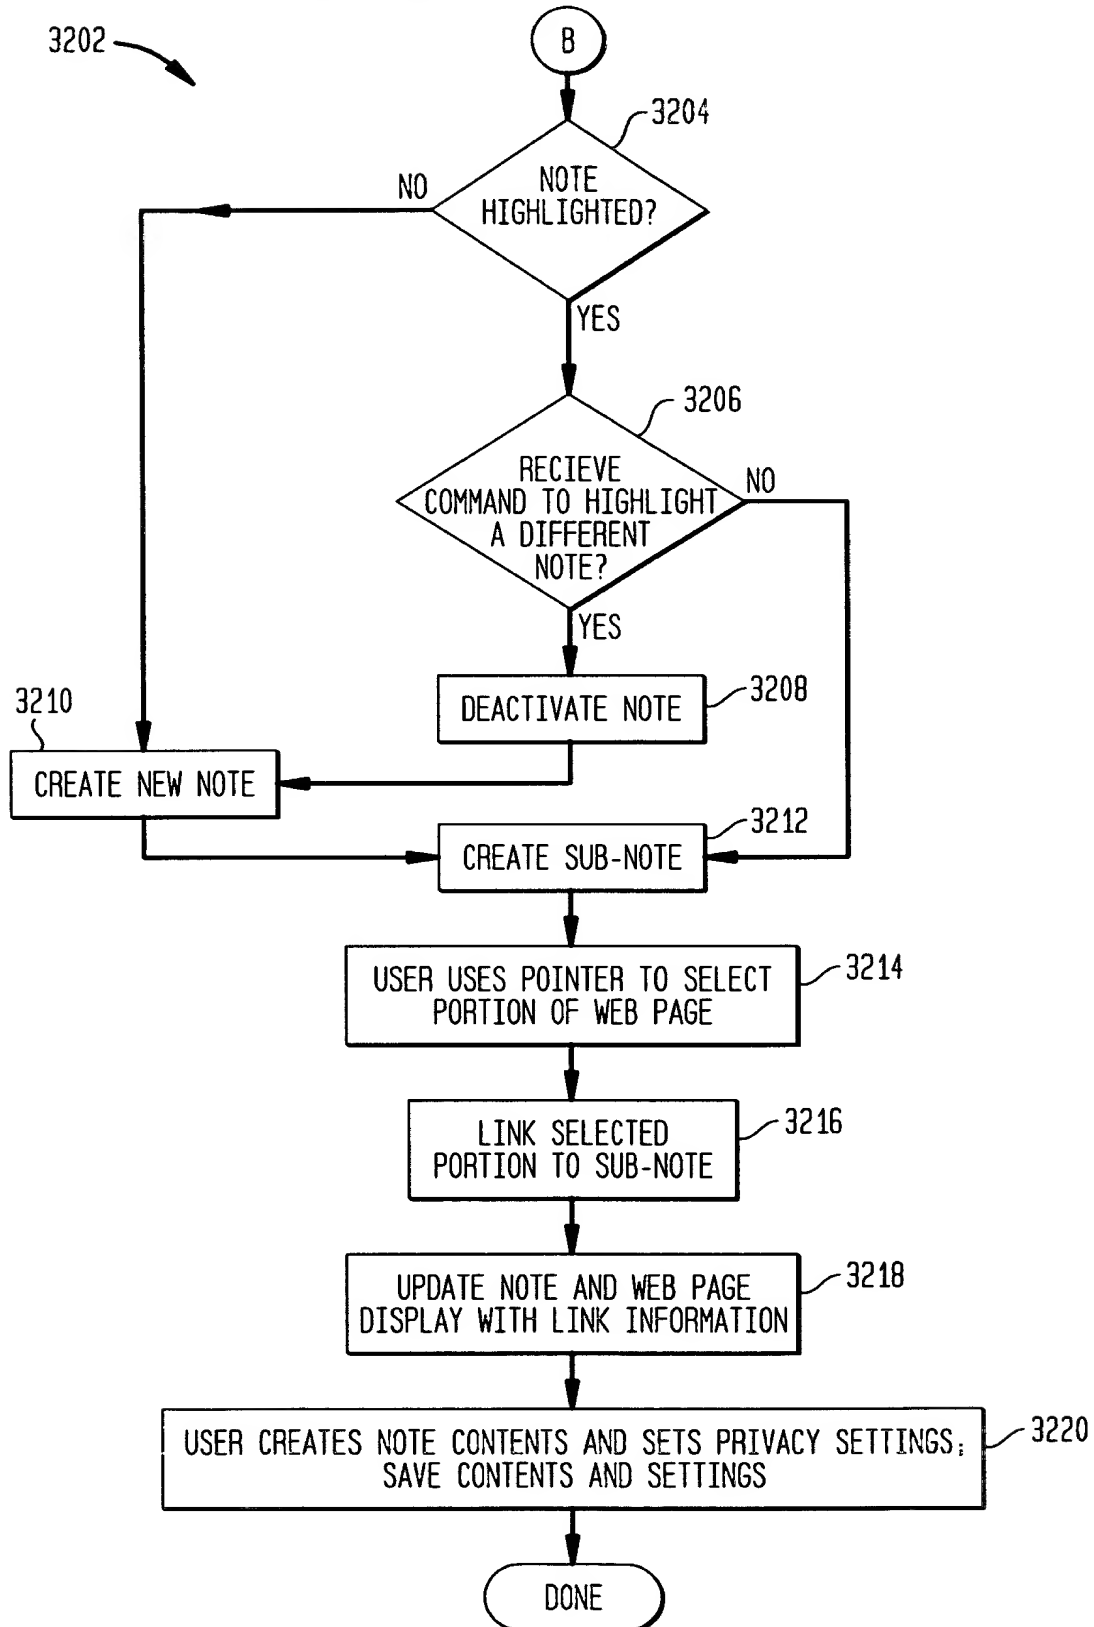 3202
B
3204
NO
NOTE
HIGHLIGHTED?
YES
3206
RECIEVE
COMMAND TO HIGHLIGHT
A DIFFERENT
NOTE?
NO
YES
3208
DEACTIVATE NOTE
3210
CREATE NEW NOTE
3212
CREATE SUB-NOTE
3214
USER USES POINTER TO SELECT
PORTION OF WEB PAGE
3216
LINK SELECTED
PORTION TO SUB-NOTE
3218
UPDATE NOTE AND WEB PAGE
DISPLAY WITH LINK INFORMATION
3220
USER CREATES NOTE CONTENTS AND SETS PRIVACY SETTINGS;
SAVE CONTENTS AND SETTINGS
DONE